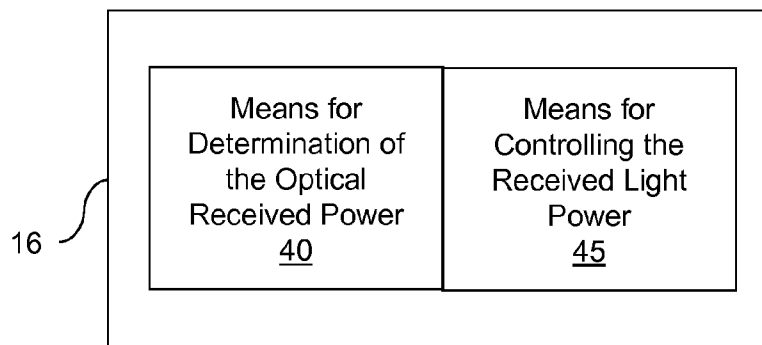 Means for
Determination of
the Optical
Received Power
40
Means for
Controlling the
Received Light
Power
45
16